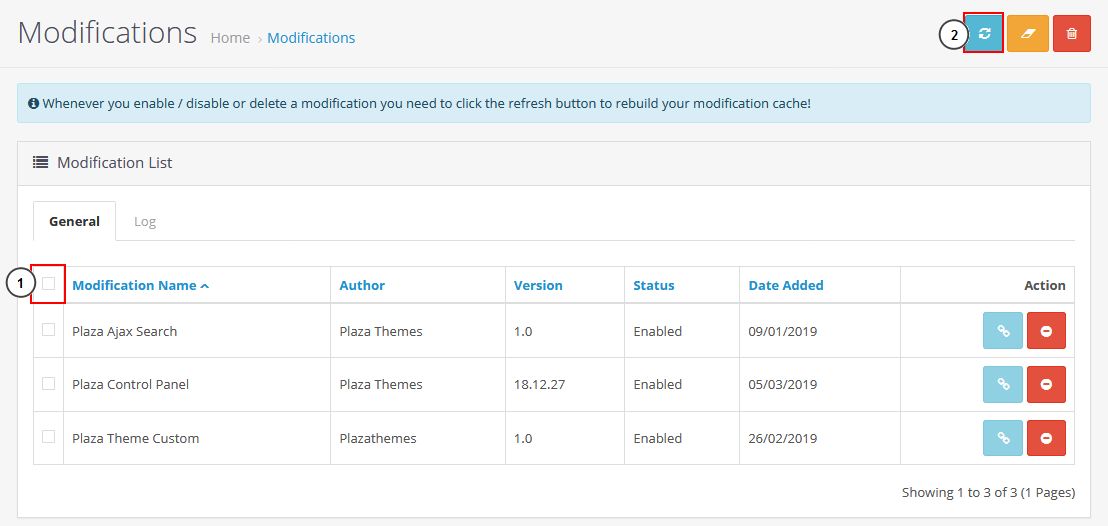 Modifications Home › Modifications 2
Whenever you enable / disable or delete a modification you need to click the refresh button to rebuild your modification cache!
Modification List
General Log
1 Modification Name Author Version Status Date Added Action
Plaza Ajax Search Plaza Themes 1.0 Enabled 09/01/2019
Plaza Control Panel Plaza Themes 18.12.27 Enabled 05/03/2019
Plaza Theme Custom Plazathemes 1.0 Enabled 26/02/2019
Showing 1 to 3 of 3 (1 Pages)